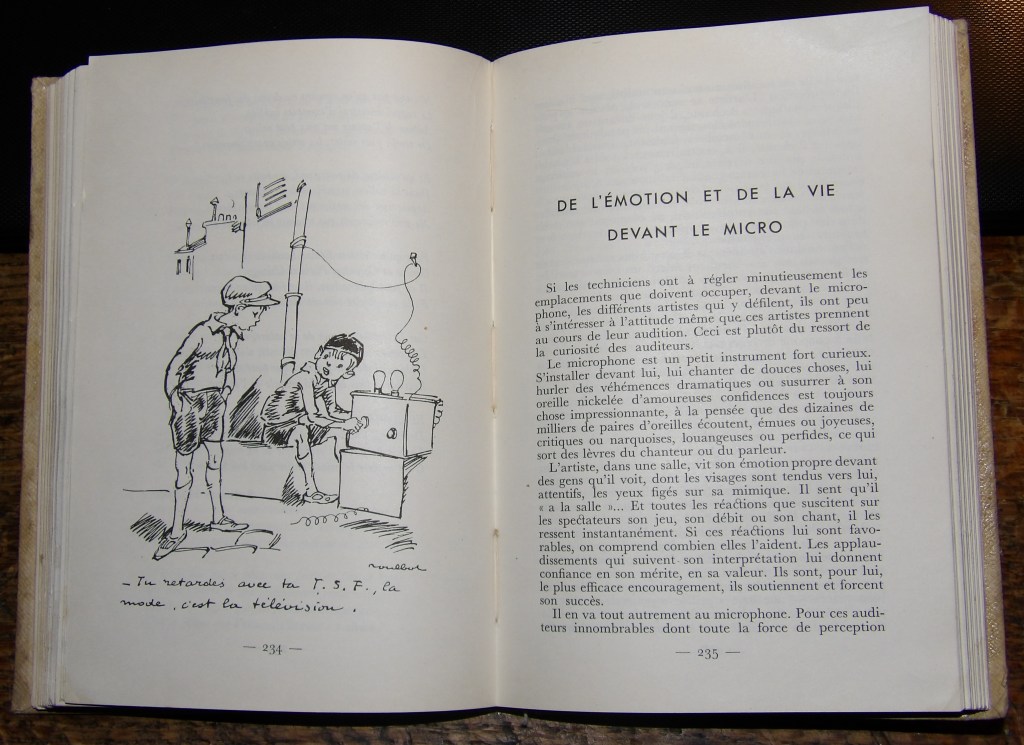 poulbot
– Tu retardes avec ta T. S. F., la
mode, c'est la télévision.
— 234 —
DE L'ÉMOTION ET DE LA VIE
DEVANT LE MICRO
Si les techniciens ont à régler minutieusement les
emplacements que doivent occuper, devant le micro-
phone, les différents artistes qui y défilent, ils ont peu
à s'intéresser à l'attitude même que ces artistes prennent
au cours de leur audition. Ceci est plutôt du ressort de
la curiosité des auditeurs.
Le microphone est un petit instrument fort curieux.
S'installer devant lui, lui chanter de douces choses, lui
hurler des véhémences dramatiques ou susurrer à son
oreille nickelée d'amoureuses confidences est toujours
chose impressionnante, à la pensée que des dizaines de
milliers de paires d'oreilles écoutent, émues ou joyeuses,
critiques ou narquoises, louangeuses ou perfides, ce qui
sort des lèvres du chanteur ou du parleur.
L'artiste, dans une salle, vit son émotion propre devant
des gens qu'il voit, dont les visages sont tendus vers lui,
attentifs, les yeux figés sur sa mimique. Il sent qu'il
« a la salle »... Et toutes les réactions que suscitent sur
les spectateurs son jeu, son débit ou son chant, il les
ressent instantanément. Si ces réactions lui sont favo-
rables, on comprend combien elles l'aident. Les applau-
dissements qui suivent son interprétation lui donnent
confiance en son mérite, en sa valeur. Ils sont, pour lui,
le plus efficace encouragement, ils soutiennent et forcent
son succès.
Il en va tout autrement au microphone. Pour ces audi-
teurs innombrables dont toute la force de perception
— 235 —